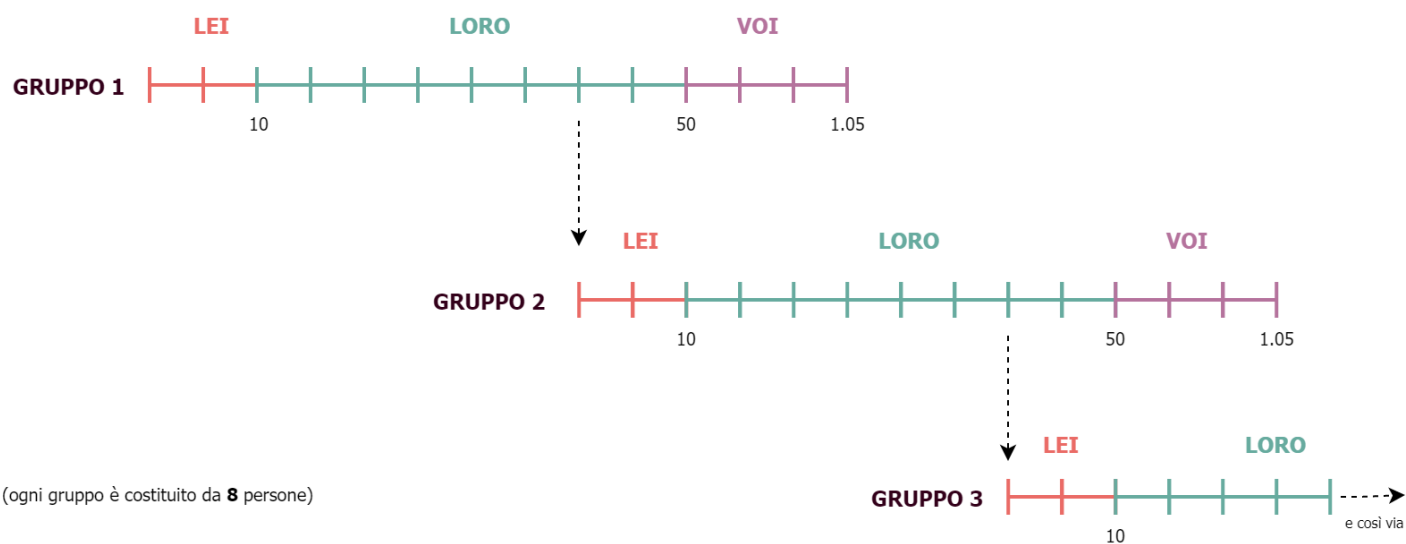 LEI LORO VOI
GRUPPO 1
10 50 1.05
LEI LORO VOI
GRUPPO 2
10 50 1.05
LEI LORO
GRUPPO 3
(ogni gruppo è costituito da 8 persone)
10
e così via